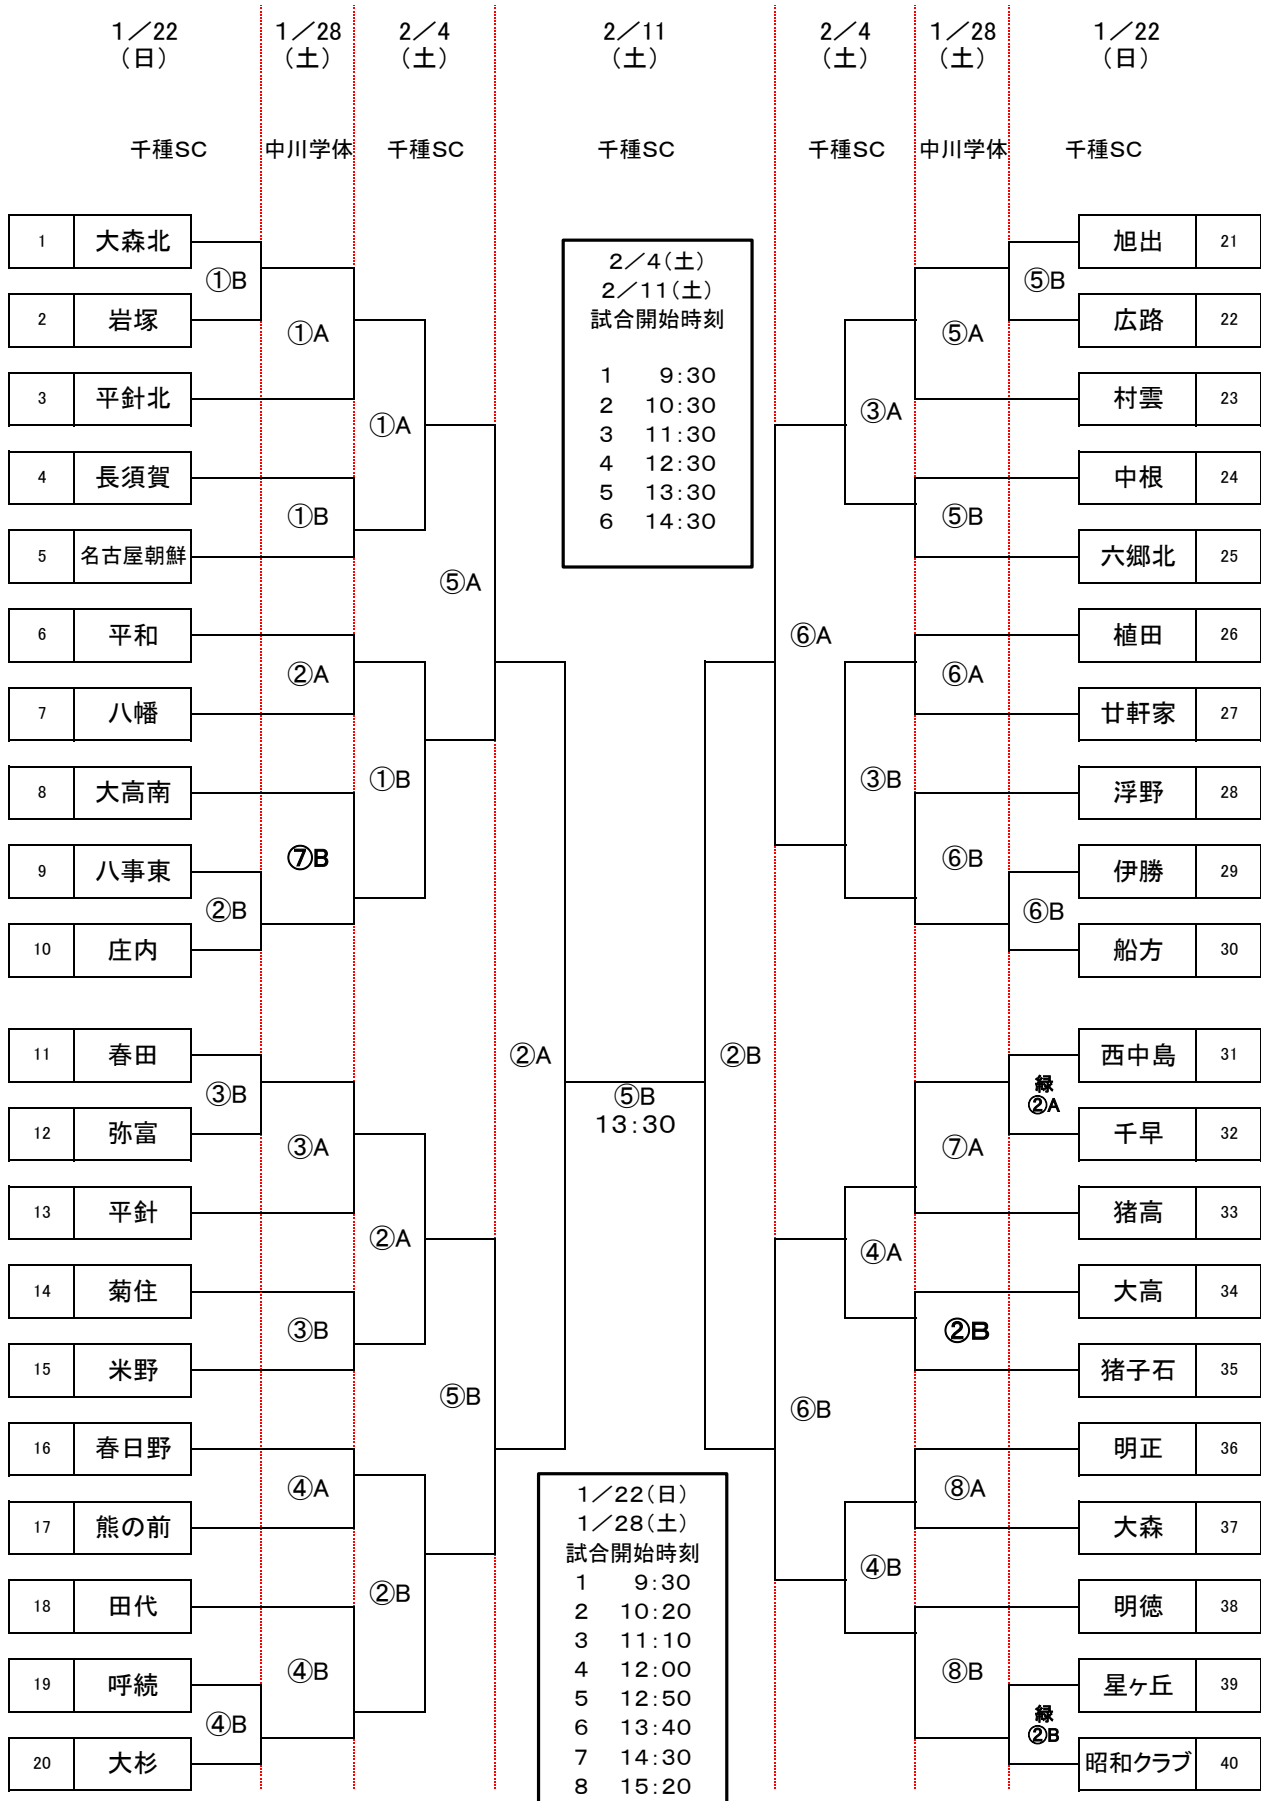 1／22 1／28 2／4 2／11 2／4 1／28 1／22
（日） （土） （土） （土） （土） （土） （日）
千種SC 中川学体 千種SC 千種SC 千種SC 中川学体 千種SC
1 大森北
①B
2 岩塚
①A
3 平針北
①A
4 長須賀
①B
5 名古屋朝鮮
⑤A
6 平和
②A
7 八幡
①B
8 大高南
⑦B
9 八事東
②B
10 庄内
②A
11 春田
③B
12 弥富
③A
13 平針
②A
14 菊住
③B
15 米野
⑤B
16 春日野
④A
17 熊の前
②B
18 田代
④B
19 呼続
④B
20 大杉
2／4(土)
2／11(土)
試合開始時刻
1 9:30
2 10:30
3 11:30
4 12:30
5 13:30
6 14:30
⑤B
13:30
1／22(日)
1／28(土)
試合開始時刻
1 9:30
2 10:20
3 11:10
4 12:00
5 12:50
6 13:40
7 14:30
8 15:20
旭出 21
⑤B
広路 22
⑤A
村雲 23
③A
中根 24
⑤B
六郷北 25
⑥A
植田 26
⑥A
廿軒家 27
③B
浮野 28
⑥B
伊勝 29
⑥B
船方 30
②B
西中島 31
緑
②A
千早 32
⑦A
猪高 33
④A
大高 34
②B
猪子石 35
⑥B
明正 36
⑧A
大森 37
④B
明徳 38
⑧B
星ヶ丘 39
緑
②B
昭和クラブ 40